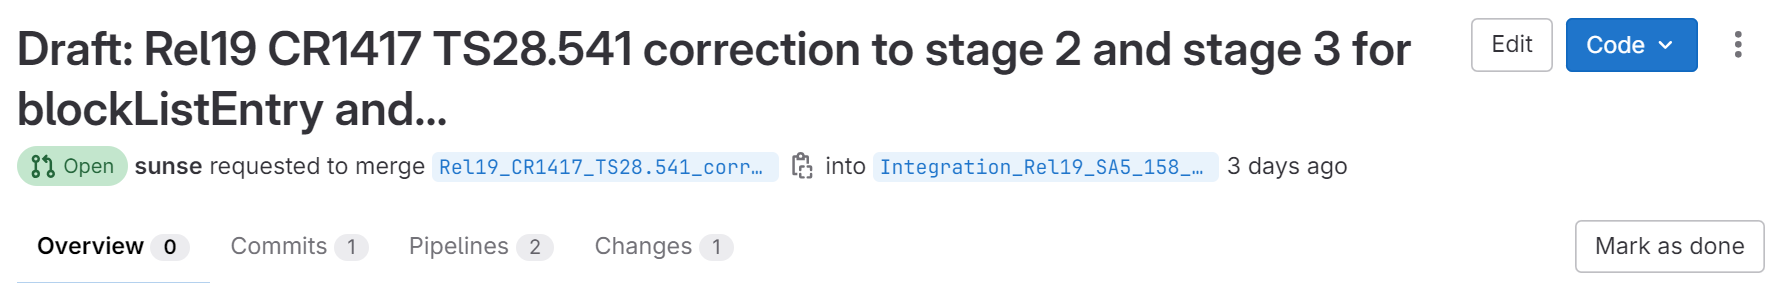 Draft: Rel19 CR1417 TS28.541 correction to stage 2 and stage 3 for
blockListEntry and...
Edit
Code
Open sunse requested to merge Rel19_CR1417_TS28.541_corr… into Integration_Rel19_SA5_158_… 3 days ago
Overview 0 Commits 1 Pipelines 2 Changes 1
Mark as done